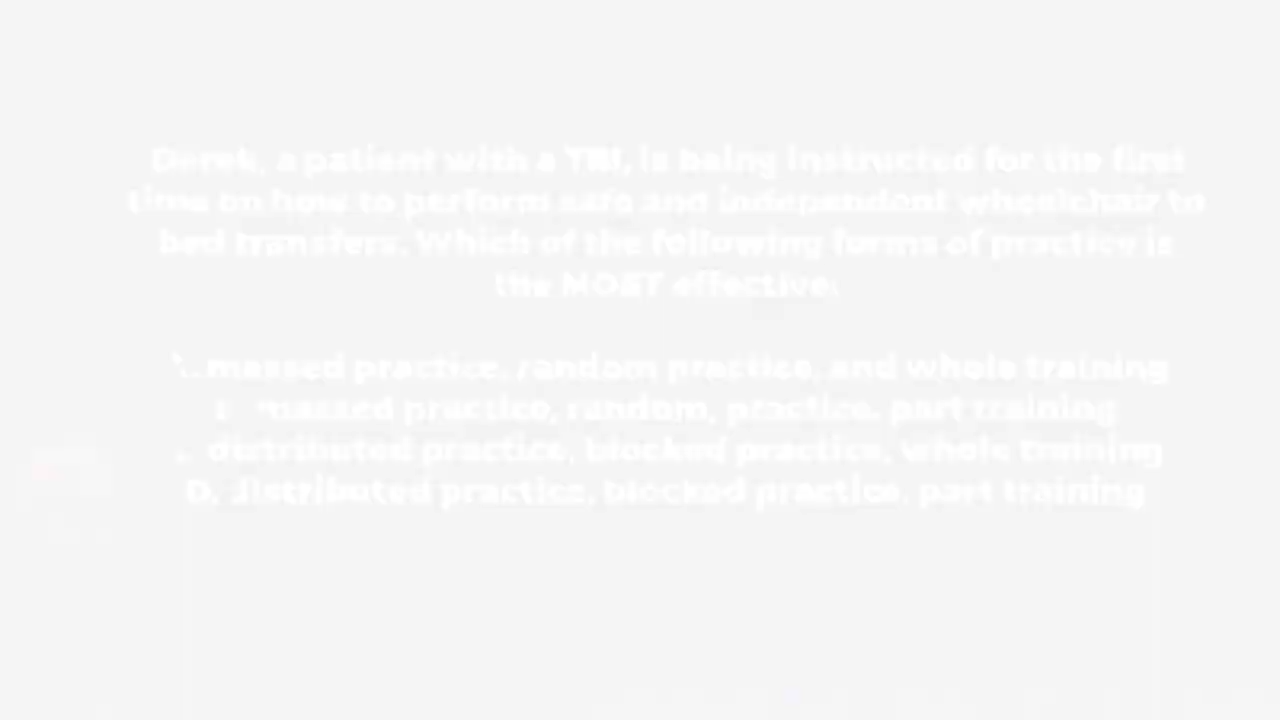 Derek, a patient with a TBI, is being instructed for the first
time on how to perform safe and independent wheelchair to
bed transfers. Which of the following forms of practice is
the MOST effective:
massed practice, random practice, and whole training
massed practice, random, practice, part training
distributed practice, blocked practice, whole training
D. distributed practice, blocked practice, part training